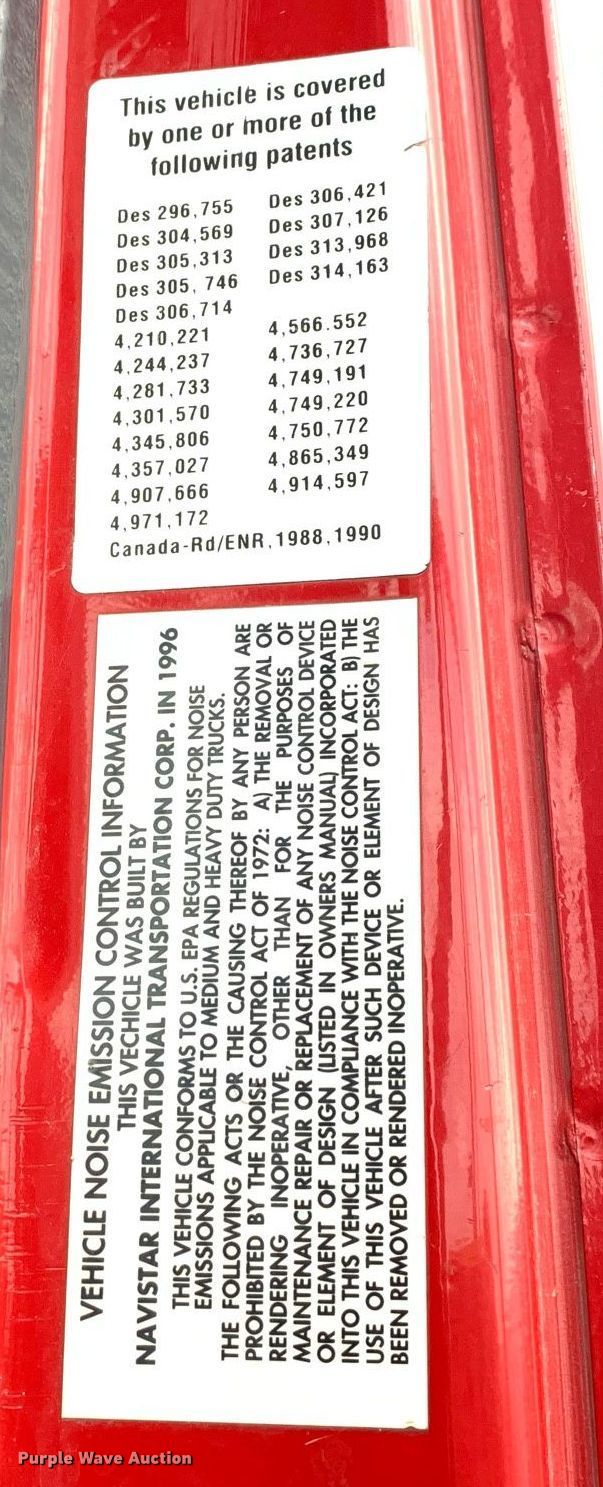 This vehicle is covered
by one or more of the
following patents
Des 296,755 Des 306,421
Des 304,569 Des 307,126
Des 305,313 Des 313,968
Des 305, 746 Des 314,163
Des 306,714
4,210,221 4,566.552
4,244,237 4,736,727
4,281,733 4,749,191
4,301,570 4,749,220
4,345,806 4,750,772
4,357,027 4,865,349
4,907,666 4,914,597
4,971,172
Canada-Rd/ENR,1988,1990
VEHICLE NOISE EMISSION CONTROL INFORMATION
THIS VECHICLE WAS BUILT BY
NAVISTAR INTERNATIONAL TRANSPORTATION CORP. IN 1996
THIS VEHICLE CONFORMS TO U.S. EPA REGULATIONS FOR NOISE
EMISSIONS APPLICABLE TO MEDIUM AND HEAVY DUTY TRUCKS.
THE FOLLOWING ACTS OR THE CAUSING THEREOF BY ANY PERSON ARE
PROHIBITED BY THE NOISE CONTROL ACT OF 1972: A) THE REMOVAL OR
RENDERING INOPERATIVE, OTHER THAN FOR THE PURPOSES OF
MAINTENANCE REPAIR OR REPLACEMENT OF ANY NOISE CONTROL DEVICE
OR ELEMENT OF DESIGN (LISTED IN OWNERS MANUAL) INCORPORATED
INTO THIS VEHICLE IN COMPLIANCE WITH THE NOISE CONTROL ACT: B) THE
USE OF THIS VEHICLE AFTER SUCH DEVICE OR ELEMENT OF DESIGN HAS
BEEN REMOVED OR RENDERED INOPERATIVE.
Purple Wave Auction